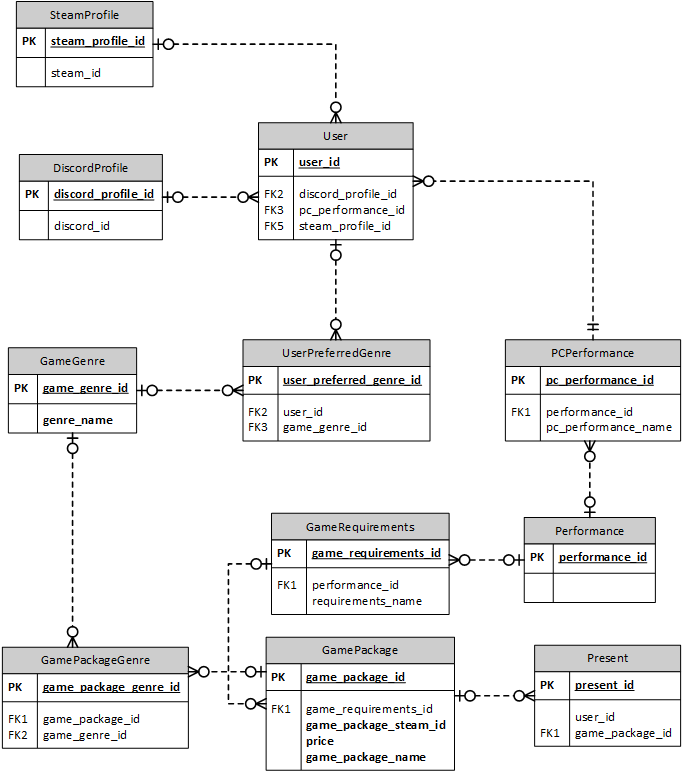 SteamProfile
PK steam_profile_id
steam_id
User
PK user_id
FK2 discord_profile_id
FK3 pc_performance_id
FK5 steam_profile_id
DiscordProfile
PK discord_profile_id
discord_id
UserPreferredGenre
PK user_preferred_genre_id
FK2 user_id
FK3 game_genre_id
GameGenre
PK game_genre_id
genre_name
PCPerformance
PK pc_performance_id
FK1 performance_id
pc_performance_name
GameRequirements
PK game_requirements_id
FK1 performance_id
requirements_name
Performance
PK performance_id
GamePackageGenre
PK game_package_genre_id
FK1 game_package_id
FK2 game_genre_id
GamePackage
PK game_package_id
FK1 game_requirements_id
game_package_steam_id
price
game_package_name
Present
PK present_id
user_id
FK1 game_package_id